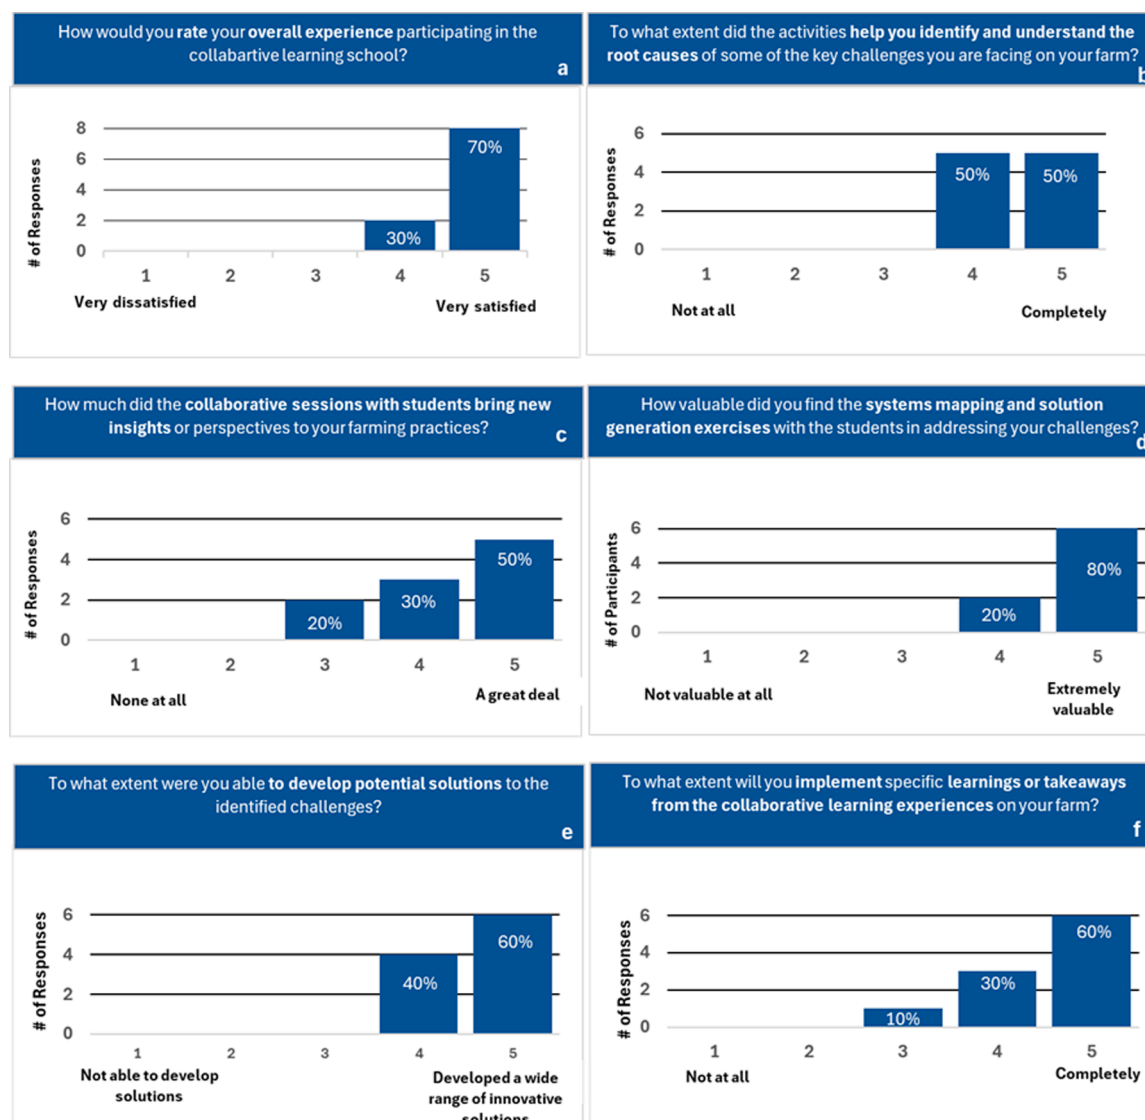 How would you rate your overall experience participating in the
collabartive learning school?
a
# of Responses
8
6
4
2
0
70%
30%
1 2 3 4 5
Very dissatisfied Very satisfied
To what extent did the activities help you identify and understand the
root causes of some of the key challenges you are facing on your farm?
b
# of Responses
6
4
2
0
50% 50%
1 2 3 4 5
Not at all Completely
How much did the collaborative sessions with students bring new
insights or perspectives to your farming practices?
c
# of Responses
6
4
2
0
50%
30%
20%
1 2 3 4 5
None at all A great deal
How valuable did you find the systems mapping and solution
generation exercises with the students in addressing your challenges?
d
# of Participants
6
4
2
0
80%
20%
1 2 3 4 5
Not valuable at all Extremely
valuable
To what extent were you able to develop potential solutions to the
identified challenges?
e
# of Responses
6
4
2
0
60%
40%
1 2 3 4 5
Not able to develop
solutions
Developed a wide
range of innovative
solutions
To what extent will you implement specific learnings or takeaways
from the collaborative learning experiences on your farm?
f
# of Responses
6
4
2
0
60%
30%
10%
1 2 3 4 5
Not at all Completely